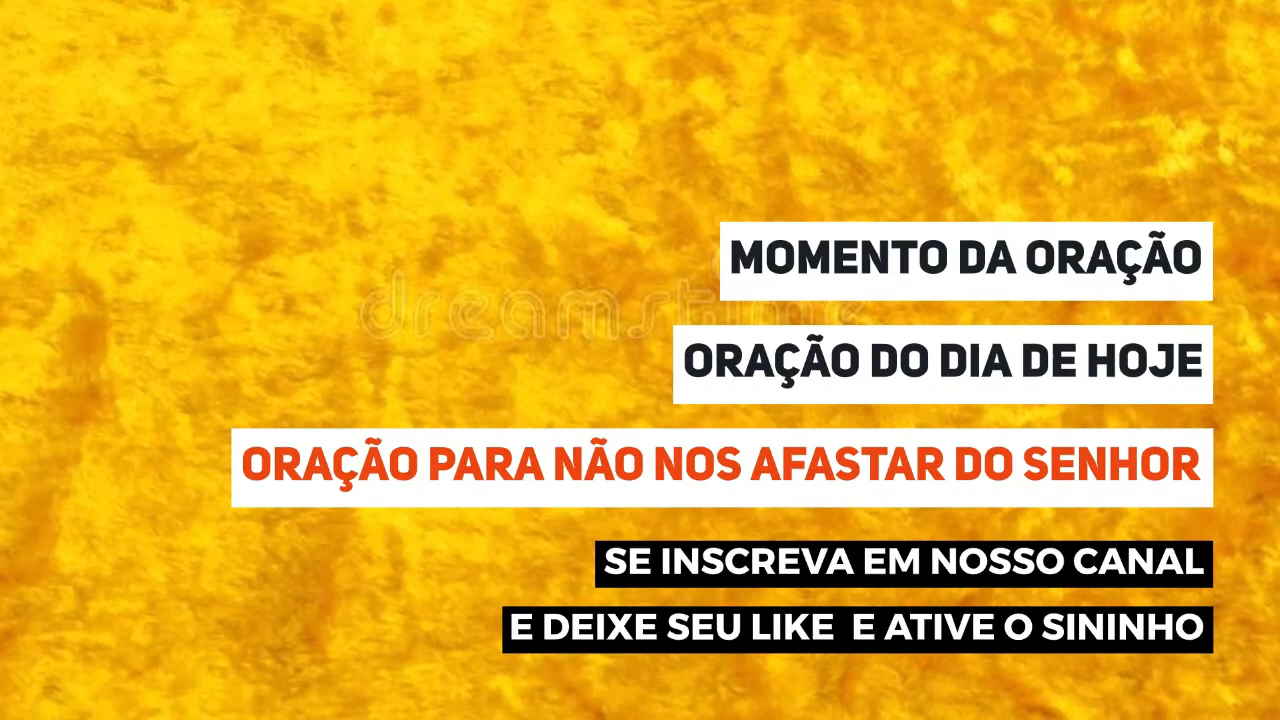 MOMENTO DA ORAÇÃO
dreamstime
ORAÇÃO DO DIA DE HOJE
ORAÇÃO PARA NÃO NOS AFASTAR DO SENHOR
SE INSCREVA EM NOSSO CANAL
E DEIXE SEU LIKE E ATIVE O SININHO